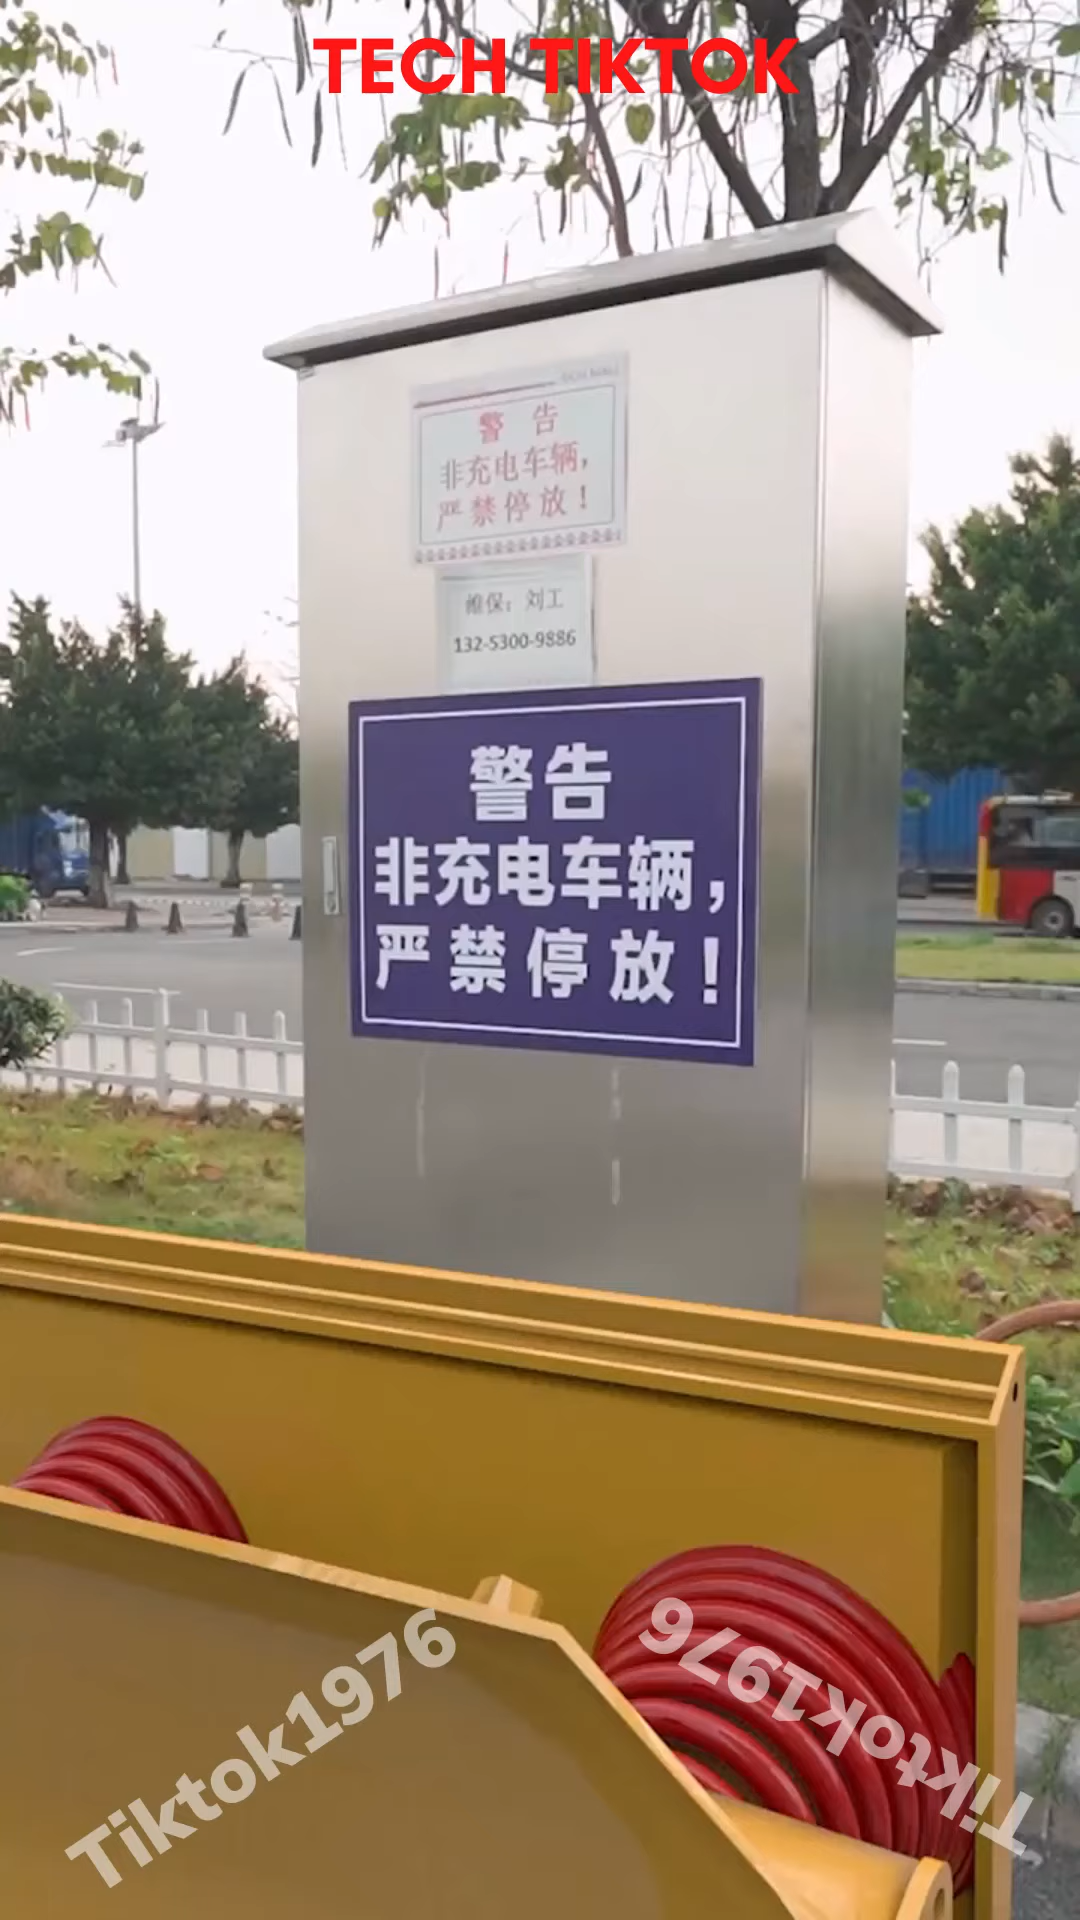 TECH TIKTOK
警 告
非充电车辆，
严禁停放！
维保：刘工
132-5300-9886
警告
非充电车辆，
严禁停放！
Tiktok1976
Tiktok1976